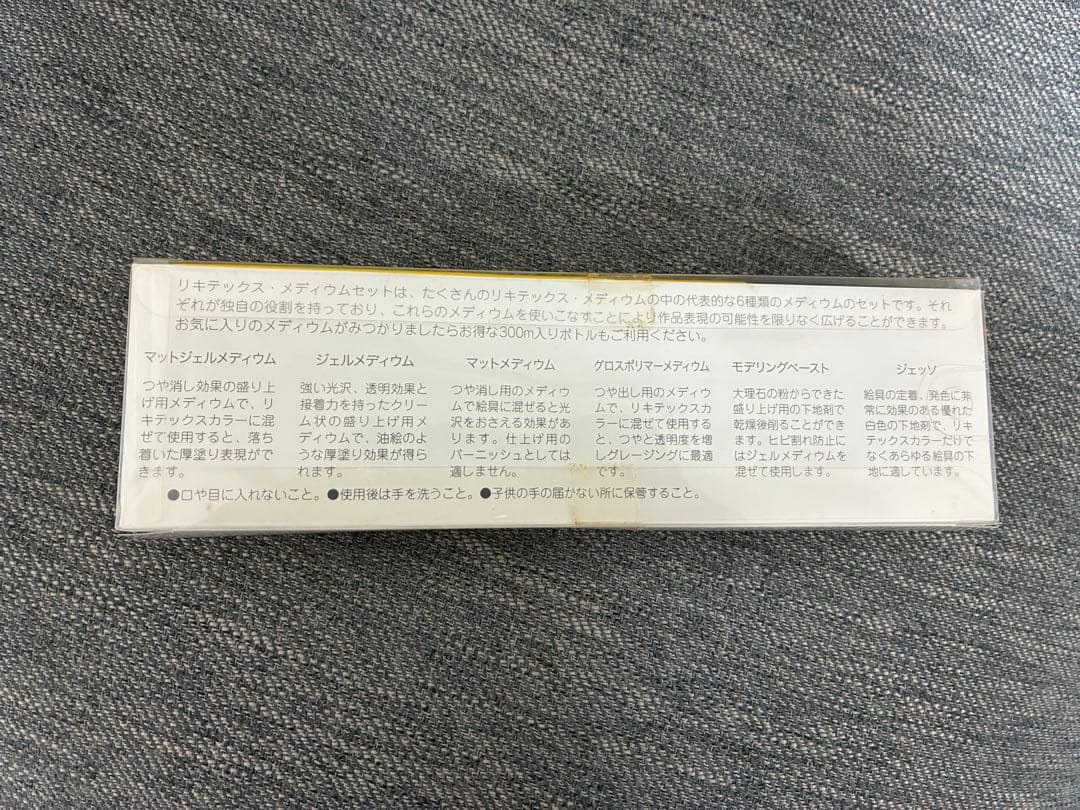 リキテックス・メディウムセットは、たくさんのリキテックス・メディウムの中の代表的な6種類のメディウムのセットです。それ
ぞれが独自の役割を持っており、これらのメディウムを使いこなすことにより作品表現の可能性を限りなく広げることができます。
お気に入りのメディウムがみつかりましたらお得な300m入りボトルもご利用ください。
マットジェルメディウム
つや消し効果の盛り上
げ用メディウムで、リ
キテックスカラーに混
ぜて使用すると、落ち
着いた厚塗り表現がで
きます。
ジェルメディウム
強い光沢、透明効果と
接着力を持ったクリー
ム状の盛り上げ用メ
ディウムで、油絵のよ
うな厚塗り効果が得ら
れます。
マットメディウム
つや消し用のメディウ
ムで絵具に混ぜると光
沢をおさえる効果があ
ります。仕上げ用の
バーニッシュとしては
適しません。
グロスポリマーメディウム
つや出し用のメディウ
ムで、リキテックスカ
ラーに混ぜて使用する
と、つやと透明度を増
しグレージングに最適
です。
モデリングペースト
大理石の粉からできた
盛り上げ用の下地剤で
乾燥後削ることができ
ます。ヒビ割れ防止に
はジェルメディウムを
混ぜて使用します。
ジェッソ
絵具の定着、発色に非
常に効果のある優れた
白色の下地剤で、リキ
テックスカラーだけで
なくあらゆる絵具の下
地に適しています。
●口や目に入れないこと。●使用後は手を洗うこと。●子供の手の届かない所に保管すること。